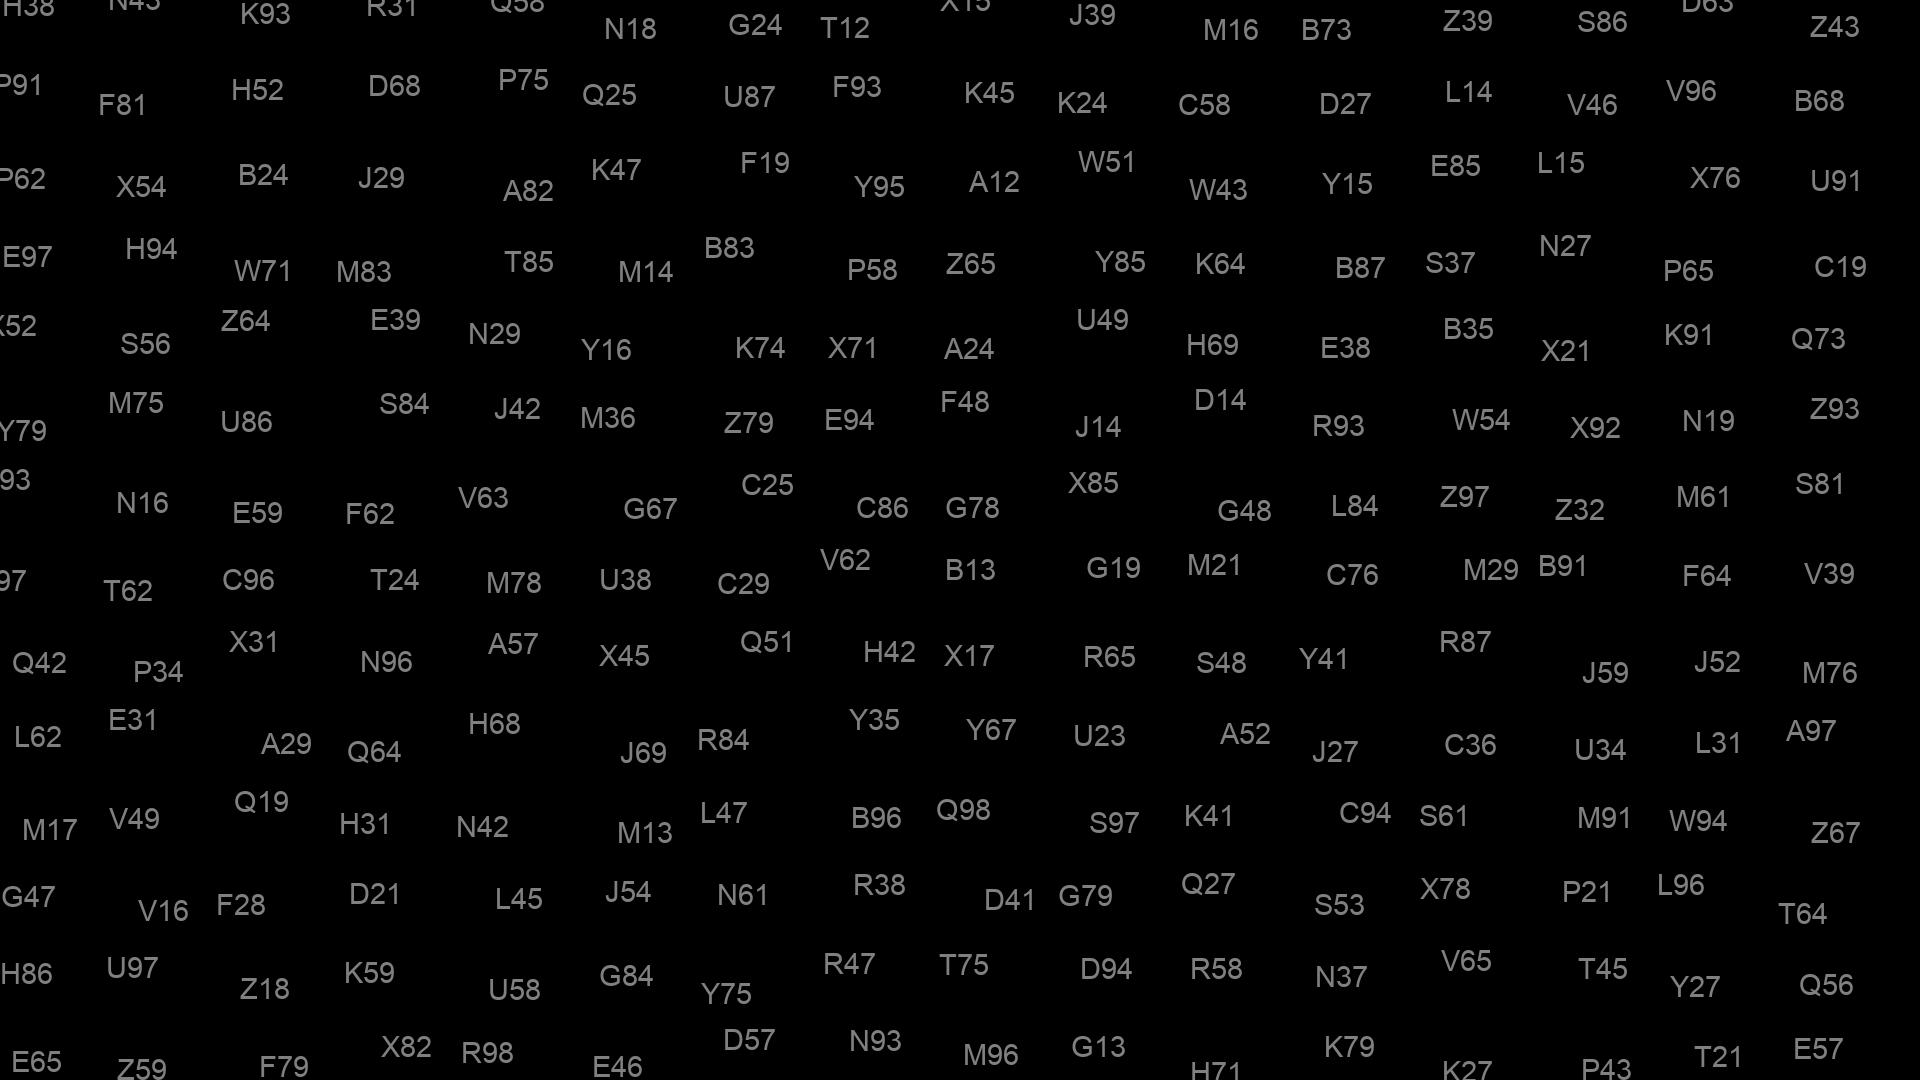 H38 N43 K93 R31 Q58 N18 G24 T12 X15 J39 M16 B73 Z39 S86 D63 Z43
P91 F81 H52 D68 P75 Q25 U87 F93 K45 K24 C58 D27 L14 V46 V96 B68
P62 X54 B24 J29 A82 K47 F19 Y95 A12 W51 W43 Y15 E85 L15 X76 U91
E97 H94 W71 M83 T85 M14 B83 P58 Z65 Y85 K64 B87 S37 N27 P65 C19
52 S56 Z64 E39 N29 Y16 K74 X71 A24 U49 H69 E38 B35 X21 K91 Q73
Y79 M75 U86 S84 J42 M36 Z79 E94 F48 J14 D14 R93 W54 X92 N19 Z93
93 N16 E59 F62 V63 G67 C25 C86 G78 X85 G48 L84 Z97 Z32 M61 S81
97 T62 C96 T24 M78 U38 C29 V62 B13 G19 M21 C76 M29 B91 F64 V39
Q42 P34 X31 N96 A57 X45 Q51 H42 X17 R65 S48 Y41 R87 J59 J52 M76
L62 E31 A29 Q64 H68 J69 R84 Y35 Y67 U23 A52 J27 C36 U34 L31 A97
M17 V49 Q19 H31 N42 M13 L47 B96 Q98 S97 K41 C94 S61 M91 W94 Z67
G47 V16 F28 D21 L45 J54 N61 R38 D41 G79 Q27 S53 X78 P21 L96 T64
H86 U97 Z18 K59 U58 G84 Y75 R47 T75 D94 R58 N37 V65 T45 Y27 Q56
E65 Z59 F79 X82 R98 E46 D57 N93 M96 G13 H71 K79 K27 P43 T21 E57